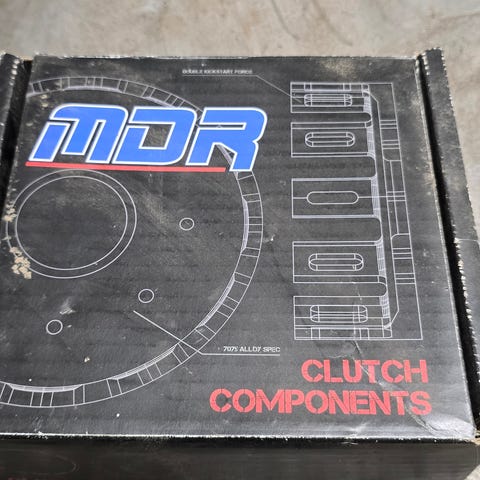 DOUBLE KICKSTART FORCE
MDR
7075 ALLOY SPEC
CLUTCH
COMPONENTS